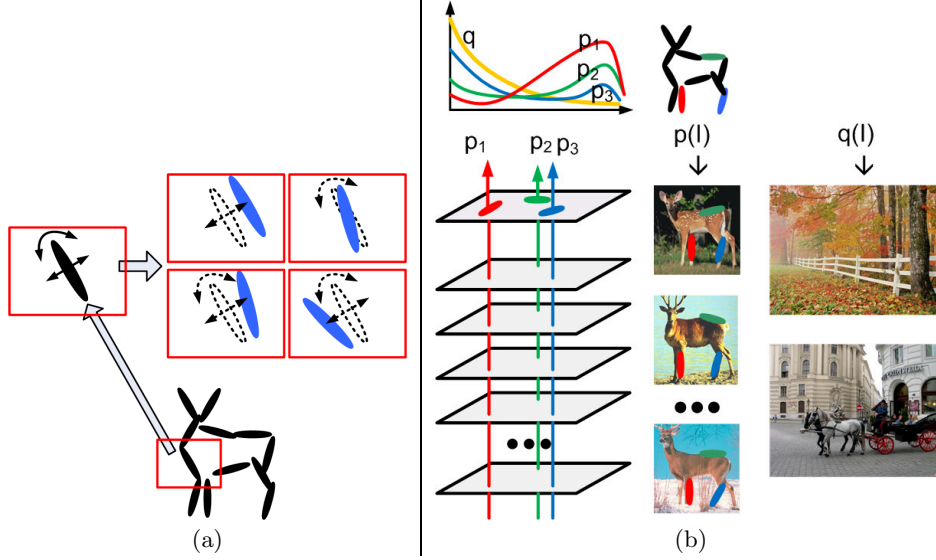 q
p₁
p₂
p₃
p(I)
q(I)
p₁
p₂ p₃
(a)
(b)